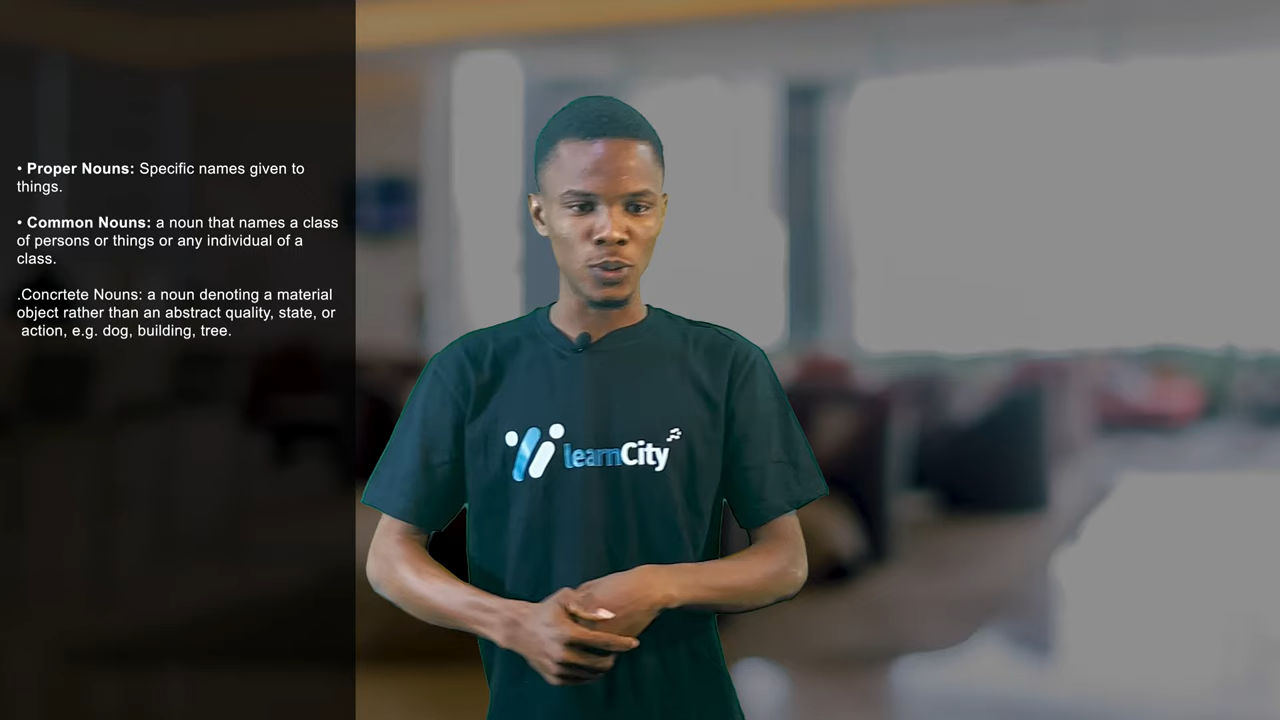 • Proper Nouns: Specific names given to
things.
• Common Nouns: a noun that names a class
of persons or things or any individual of a
class.
.Concrtete Nouns: a noun denoting a material
object rather than an abstract quality, state, or
action, e.g. dog, building, tree.
learnCity